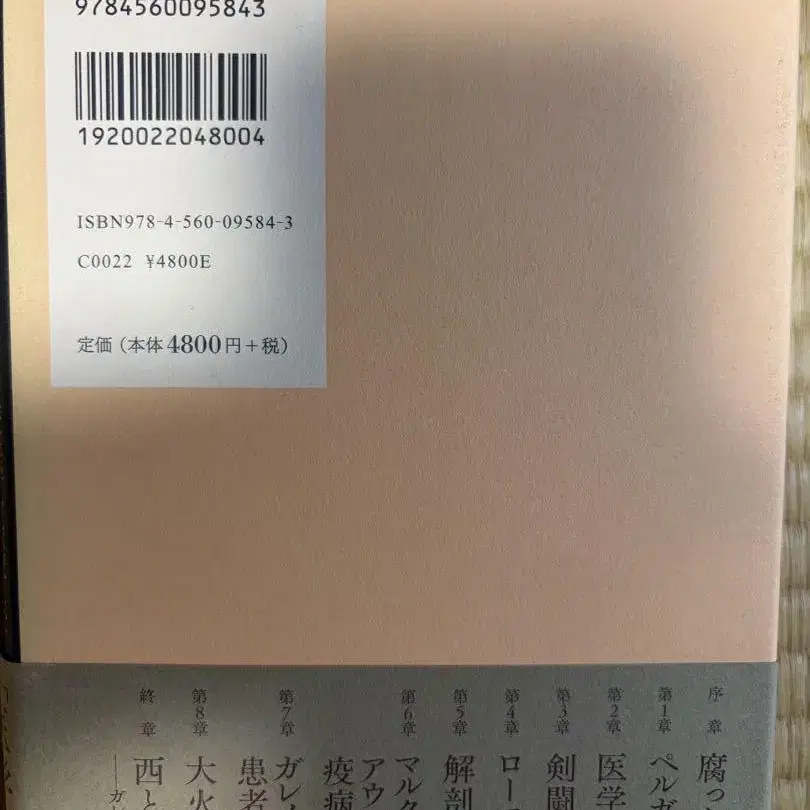 9784560095843
1920022048004
ISBN978-4-560-09584-3
C0022 ¥4800E
定価（本体4800円＋税）
序章 腐っ
第1章 ペルガ
第2章 医学
第3章 剣闘
第4章 ロー
第5章 解剖
第6章 マルク
アウ
疫病
第7章 ガレ
患者
第8章 大火
終章 西と
――ガ